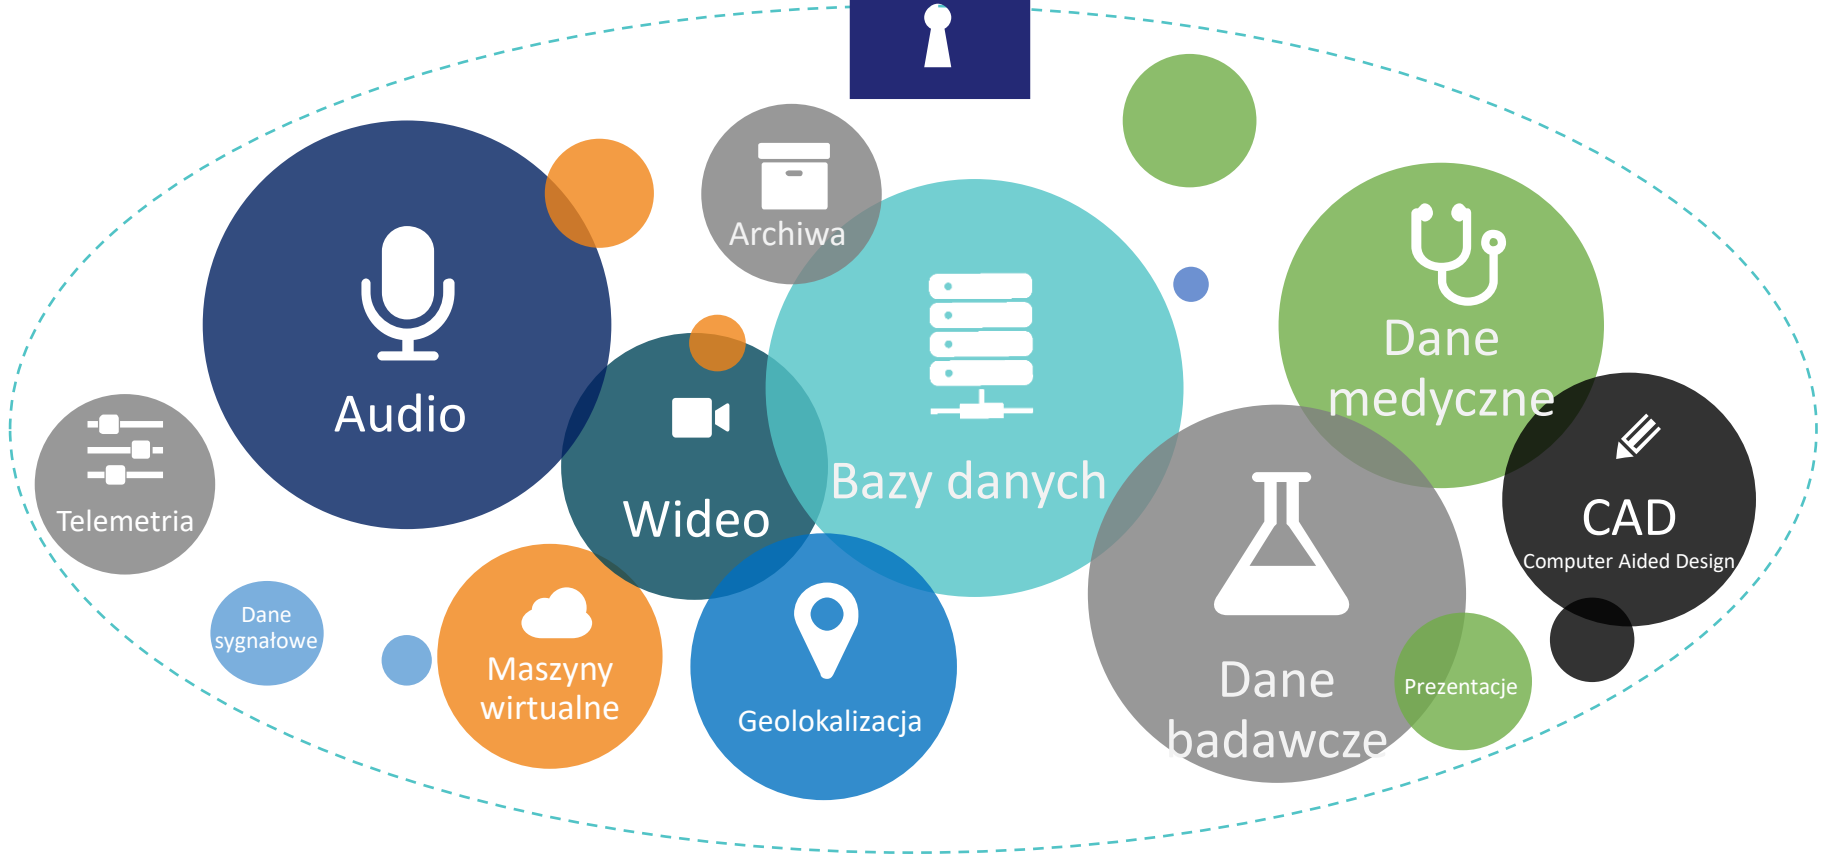 Archiwa
Audio
Dane
medyczne
Bazy danych
Wideo
Telemetria
CAD
Computer Aided Design
Dane
sygnałowe
Maszyny
wirtualne
Geolokalizacja
Dane
badawcze
Prezentacje